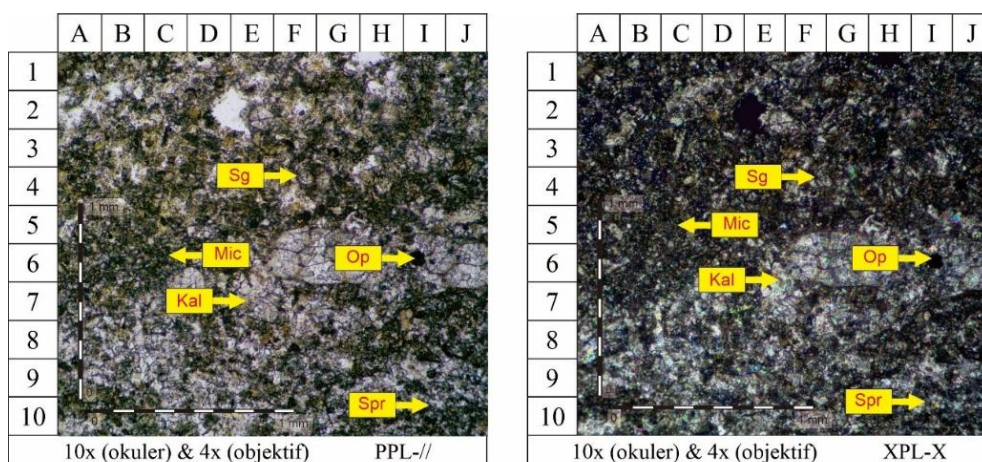 A B C D E F G H I J
1
2
3
4
5
6
7
8
9
10
Sg
1 mm
Mic
Op
Kal
Spr
0
0
1 mm
10x (okuler) & 4x (objektif) PPL-//
A B C D E F G H I J
1
2
3
4
5
6
7
8
9
10
Sg
1 mm
Mic
Op
Kal
Spr
0
0
1 mm
10x (okuler) & 4x (objektif) XPL-X